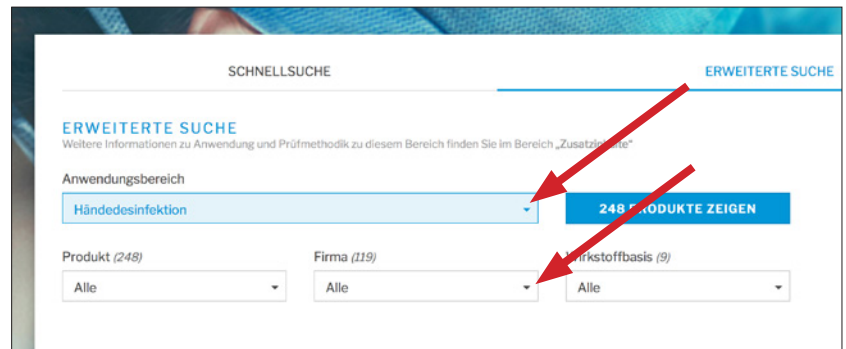 SCHNELLSUCHE
ERWEITERTE SUCHE
ERWEITERTE SUCHE
Weitere Informationen zu Anwendung und Prüfmethodik zu diesem Bereich finden Sie im Bereich „Zusatzinhalte“
Anwendungsbereich
Händedesinfektion
248 PRODUKTE ZEIGEN
Produkt (248)
Firma (119)
Wirkstoffbasis (9)
Alle
Alle
Alle